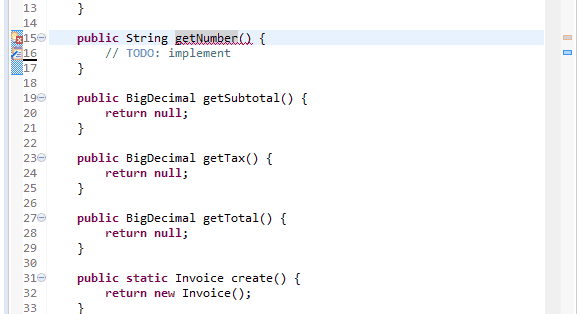 13 }
14
15 public String getNumber() {
16 // TODO: implement
17 }
18
19 public BigDecimal getSubtotal() {
20 return null;
21 }
22
23 public BigDecimal getTax() {
24 return null;
25 }
26
27 public BigDecimal getTotal() {
28 return null;
29 }
30
31 public static Invoice create() {
32 return new Invoice();
33 }